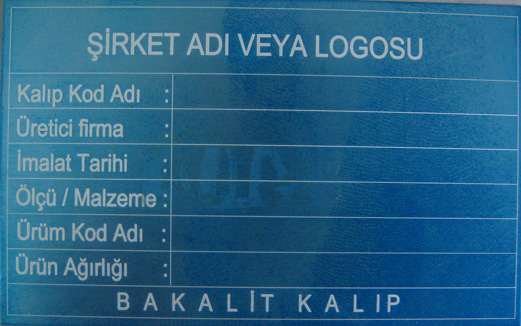 ŞİRKET ADI VEYA LOGOSU
Kalıp Kod Adı :
Üretici firma :
İmalat Tarihi :
Ölçü / Malzeme :
Ürüm Kod Adı :
Ürün Ağırlığı :
BAKALİT KALIP